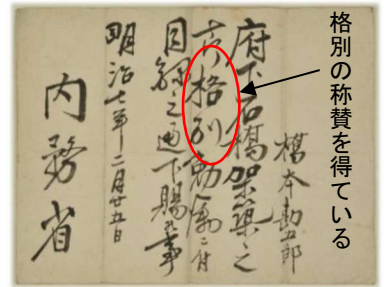 格別の称賛を得ている
橋本勘五郎
府下石橋架築之
方格別勉励ニ付
目録之通下賜候事
明治七年二月廿五日
内務省